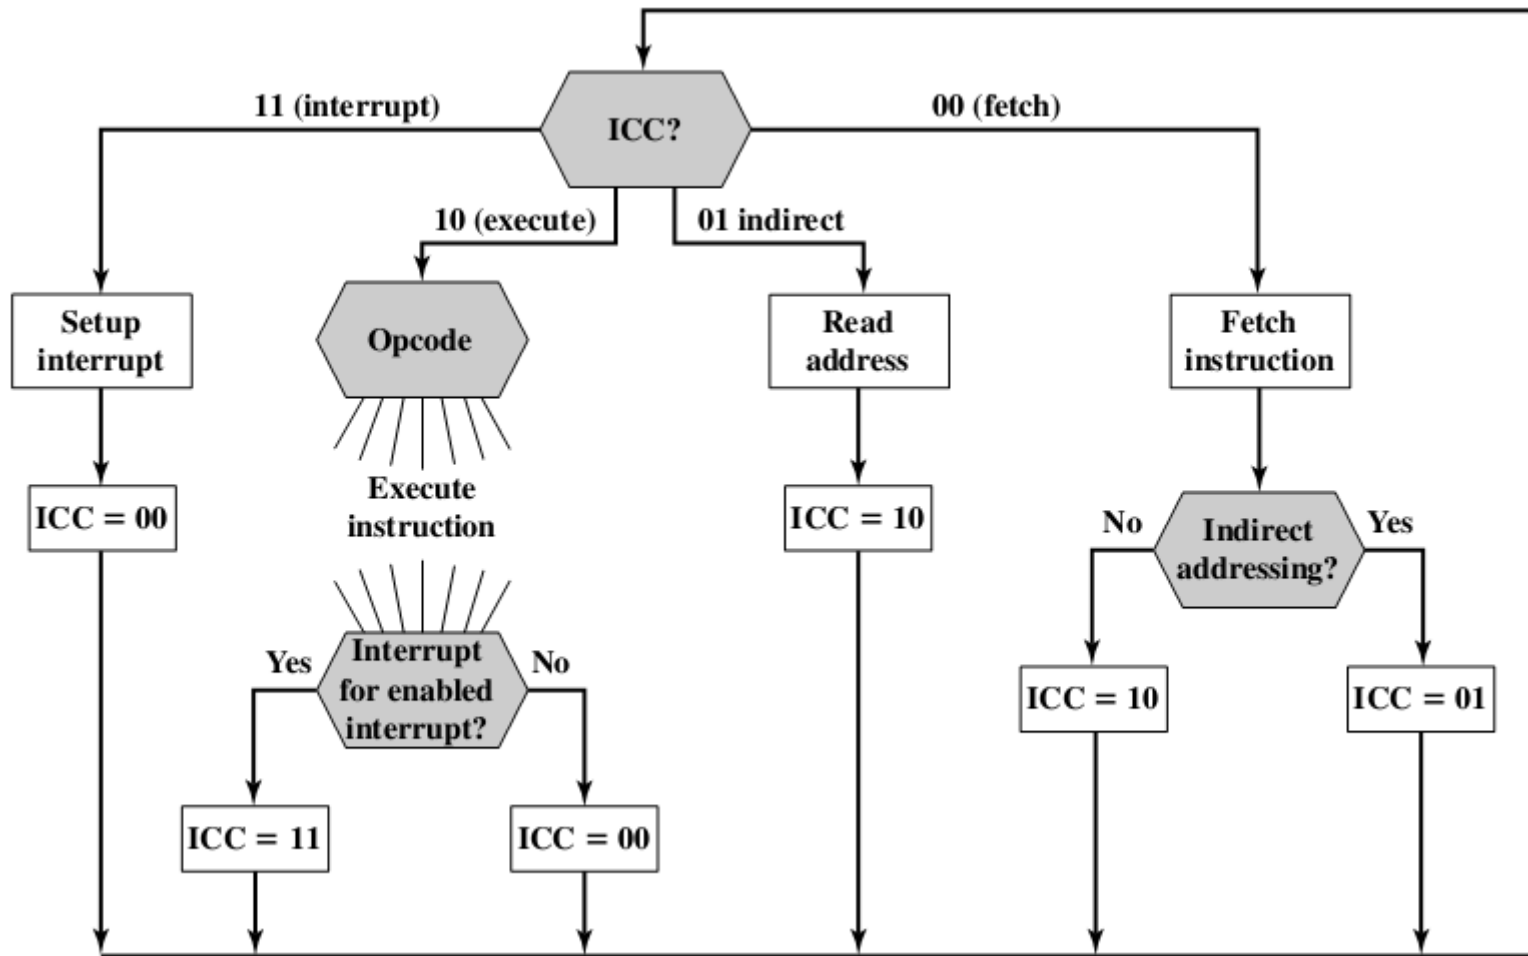 11 (interrupt)
ICC?
00 (fetch)
10 (execute)
01 indirect
Setup
interrupt
Opcode
Read
address
Fetch
instruction
ICC = 00
Execute
instruction
ICC = 10
No
Indirect
addressing?
Yes
Yes
Interrupt
for enabled
interrupt?
No
ICC = 10
ICC = 01
ICC = 11
ICC = 00